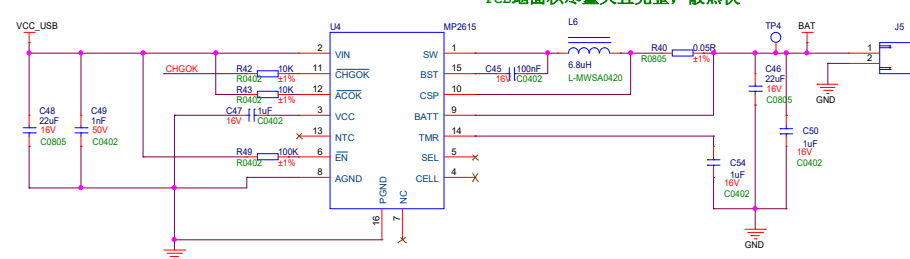 VCC_USB
C48
22uF
16V
C0805
C49
1nF
50V
C0402
CHGOK
R42 10K
R0402 ±1%
R43 10K
R0402 ±1%
C47 1uF
16V C0402
R49 100K
R0402 ±1%
U4 MP2615
2 VIN
11 CHGOK
12 ACOK
3 VCC
13 NTC
6 EN
8 AGND
PGND 16
NC 7
SW 1
BST 15
CSP 10
BATT 9
TMR 14
SEL 5
CELL 4
C45 100nF
16V C0402
L6
6.8uH
L-MWSA0420
R40 0.05R
R0805 ±1%
TP4
BAT
J5
1
2
GND
C46
22uF
16V
C0805
C50
1uF
16V
C0402
C54
1uF
16V
C0402
GND